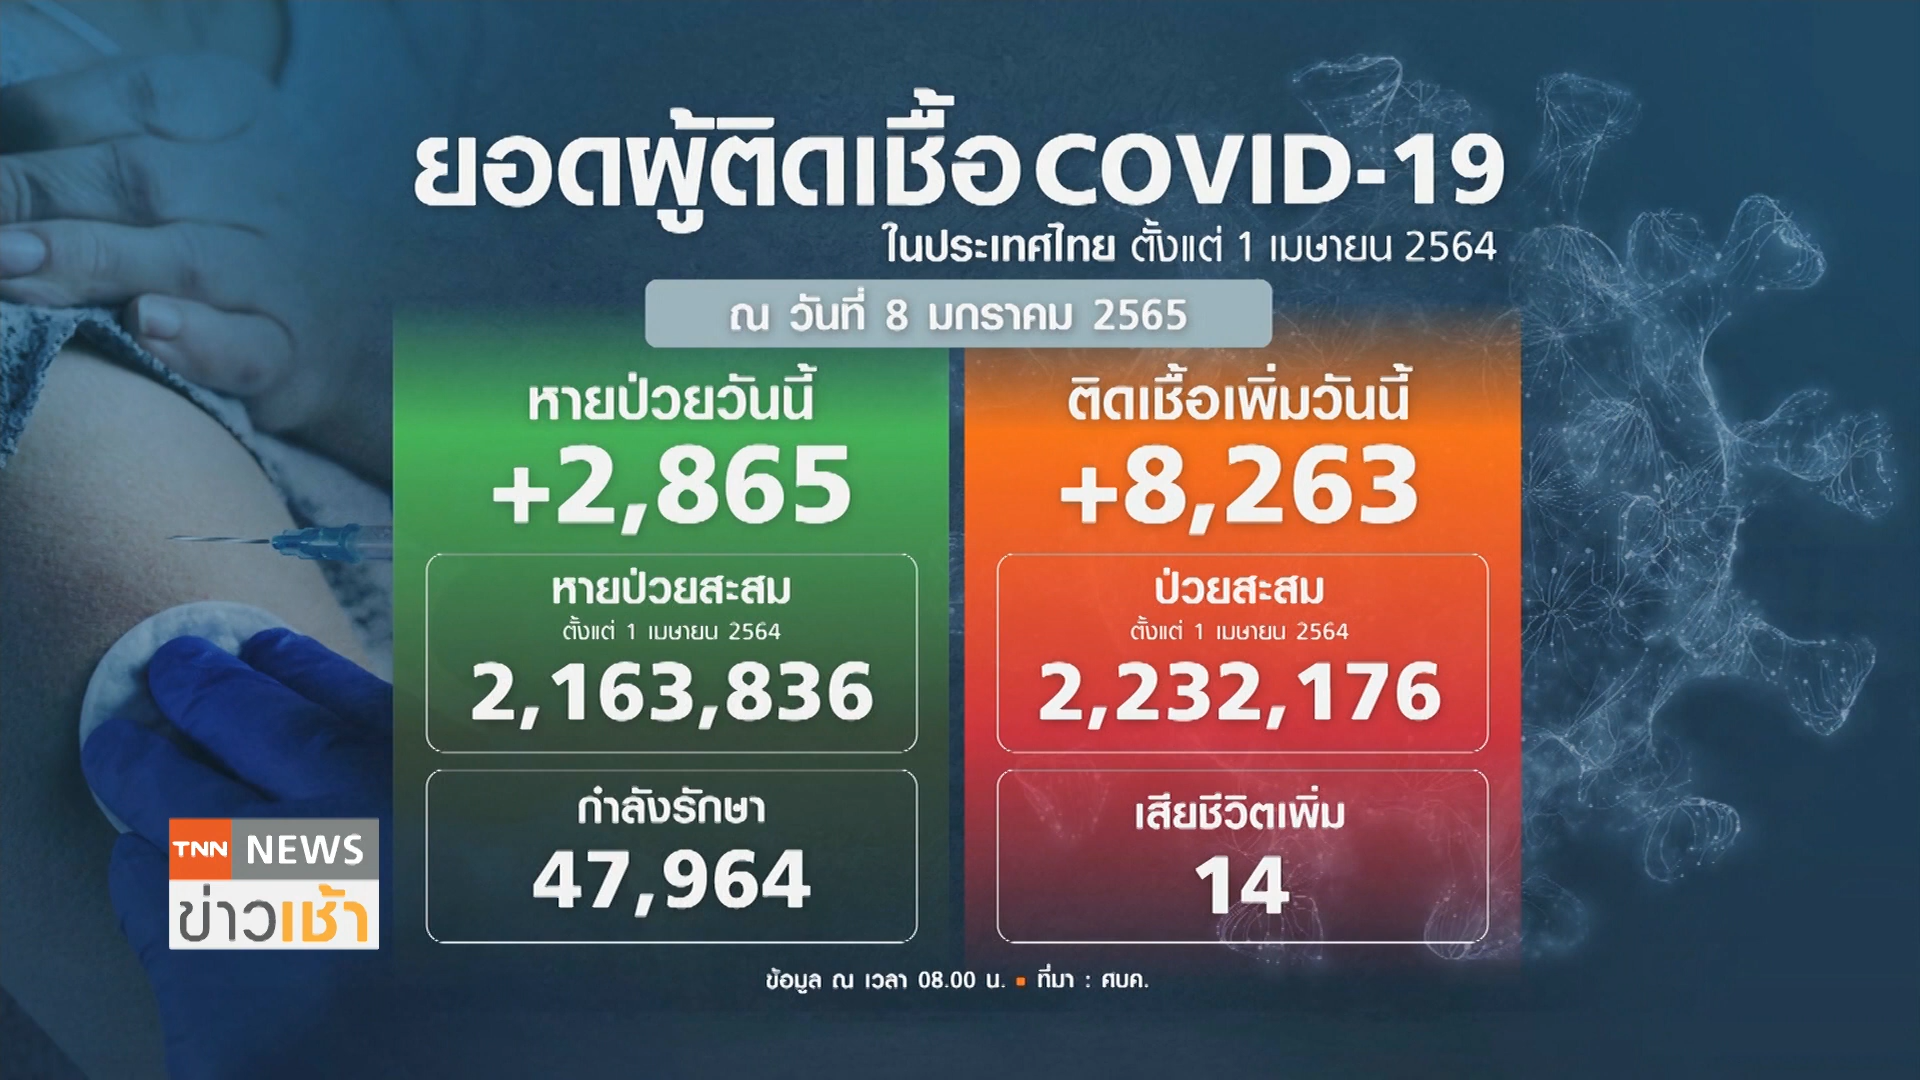 ยอดผู้ติดเชื้อ COVID-19
ในประเทศไทย ตั้งแต่ 1 เมษายน 2564
ณ วันที่ 8 มกราคม 2565
หายป่วยวันนี้
+2,865
หายป่วยสะสม
ตั้งแต่ 1 เมษายน 2564
2,163,836
กำลังรักษา
47,964
ติดเชื้อเพิ่มวันนี้
+8,263
ป่วยสะสม
ตั้งแต่ 1 เมษายน 2564
2,232,176
เสียชีวิตเพิ่ม
14
TNN NEWS
ข่าวเช้า
ข้อมูล ณ เวลา 08.00 น. ▪ ที่มา : ศบค.